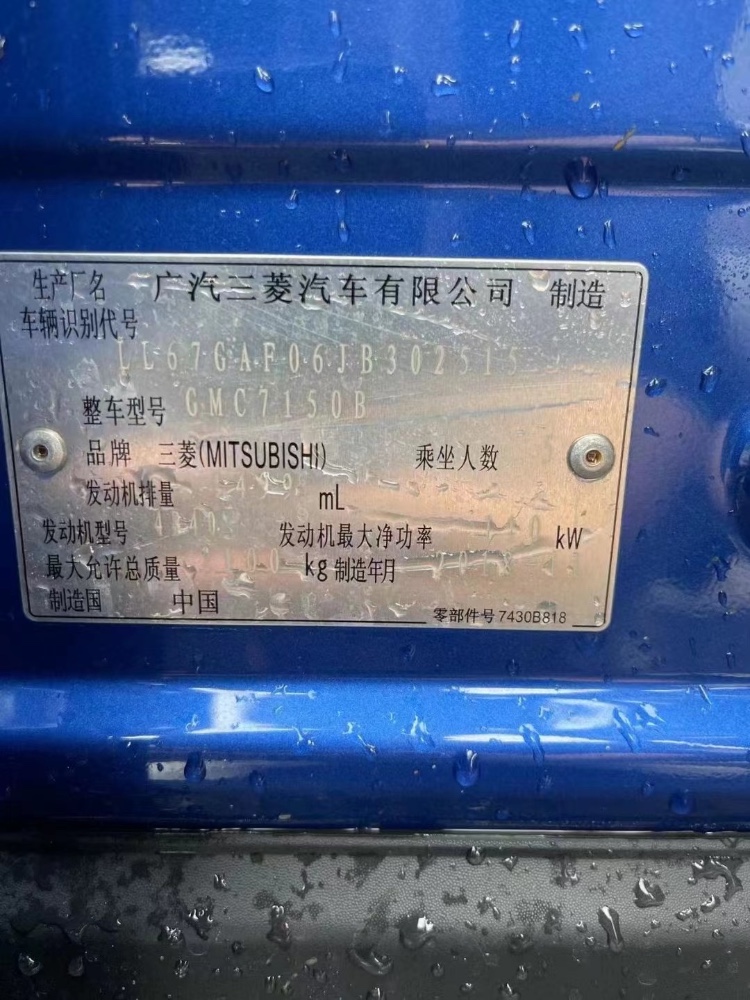 生产厂名 广汽三菱汽车有限公司 制造
车辆识别代号
LL67GAF06JB302515
整车型号 GMC7150B
品牌 三菱(MITSUBISHI) 乘坐人数
发动机排量 mL
发动机型号 发动机最大净功率 kW
最大允许总质量 kg 制造年月
制造国 中国 零部件号 7430B818